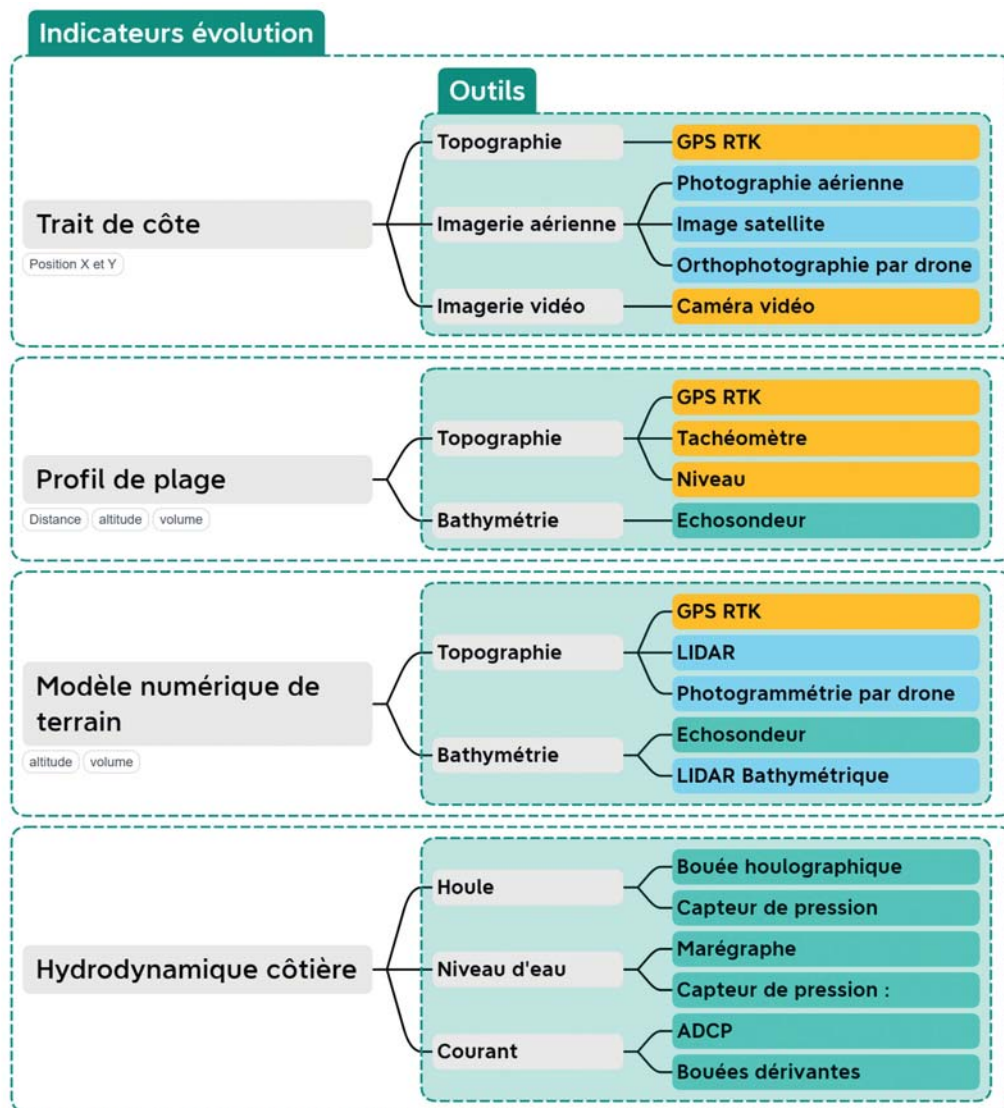 Indicateurs évolution
Outils
Trait de côte
Position X et Y
Topographie
GPS RTK
Imagerie aérienne
Photographie aérienne
Image satellite
Orthophotographie par drone
Imagerie vidéo
Caméra vidéo
Profil de plage
Distance altitude volume
Topographie
GPS RTK
Tachéomètre
Niveau
Bathymétrie
Echosondeur
Modèle numérique de
terrain
altitude volume
Topographie
GPS RTK
LIDAR
Photogrammétrie par drone
Bathymétrie
Echosondeur
LIDAR Bathymétrique
Hydrodynamique côtière
Houle
Bouée houlographique
Capteur de pression
Niveau d'eau
Marégraphe
Capteur de pression :
Courant
ADCP
Bouées dérivantes